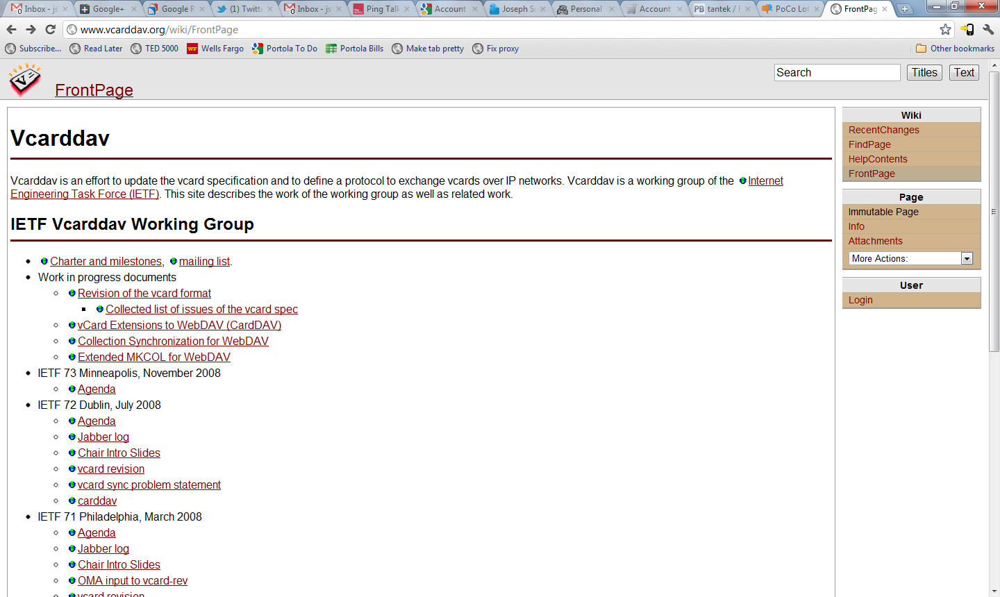 Inbox - js
Google+
Google R
(1) Twitt
Inbox - js
Ping Talk
Account
Joseph S
Personal
Account
tantek / 
PoCo Lo
FrontPag
www.vcarddav.org/wiki/FrontPage
Subscribe... Read Later TED 5000 Wells Fargo Portola To Do Portola Bills Make tab pretty Fix proxy Other bookmarks
FrontPage
Search Titles Text
Vcarddav
Vcarddav is an effort to update the vcard specification and to define a protocol to exchange vcards over IP networks. Vcarddav is a working group of the Internet
Engineering Task Force (IETF). This site describes the work of the working group as well as related work.
IETF Vcarddav Working Group
Charter and milestones, mailing list.
Work in progress documents
Revision of the vcard format
Collected list of issues of the vcard spec
vCard Extensions to WebDAV (CardDAV)
Collection Synchronization for WebDAV
Extended MKCOL for WebDAV
IETF 73 Minneapolis, November 2008
Agenda
IETF 72 Dublin, July 2008
Agenda
Jabber log
Chair Intro Slides
vcard revision
vcard sync problem statement
carddav
IETF 71 Philadelphia, March 2008
Agenda
Jabber log
Chair Intro Slides
OMA input to vcard-rev
vcard revision
Wiki
RecentChanges
FindPage
HelpContents
FrontPage
Page
Immutable Page
Info
Attachments
More Actions:
User
Login